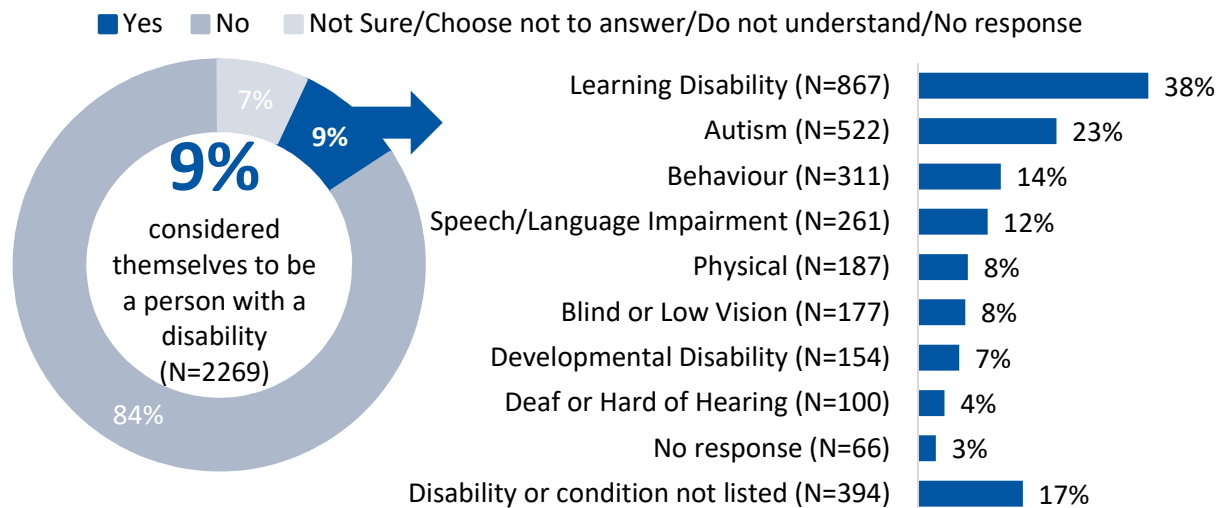 Yes No Not Sure/Choose not to answer/Do not understand/No response
7%
9%
84%
9%
considered
themselves to be
a person with a
disability
(N=2269)
Learning Disability (N=867) 38%
Autism (N=522) 23%
Behaviour (N=311) 14%
Speech/Language Impairment (N=261) 12%
Physical (N=187) 8%
Blind or Low Vision (N=177) 8%
Developmental Disability (N=154) 7%
Deaf or Hard of Hearing (N=100) 4%
No response (N=66) 3%
Disability or condition not listed (N=394) 17%